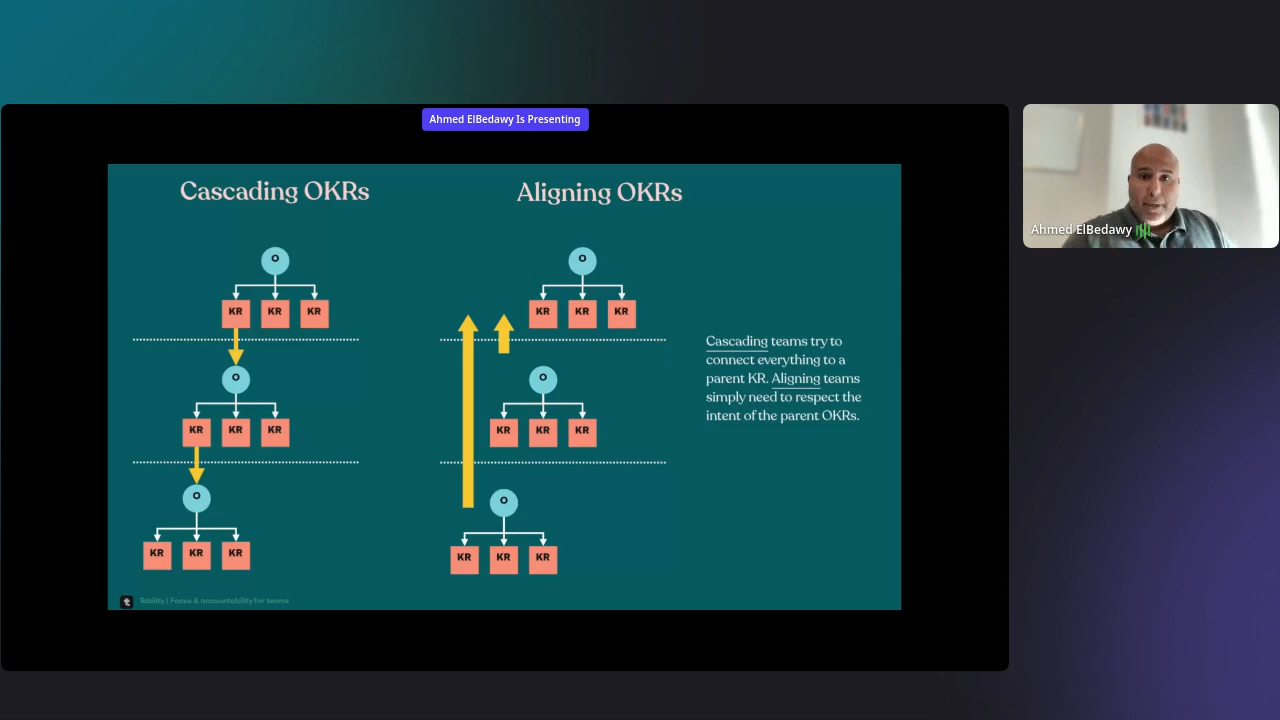 Ahmed ElBedawy Is Presenting
Cascading OKRs
Aligning OKRs
O
KR KR KR
O
KR KR KR
O
KR KR KR
O
KR KR KR
O
KR KR KR
O
KR KR KR
Cascading teams try to
connect everything to a
parent KR. Aligning teams
simply need to respect the
intent of the parent OKRs.
Tability | Focus & accountability for teams
Ahmed ElBedawy